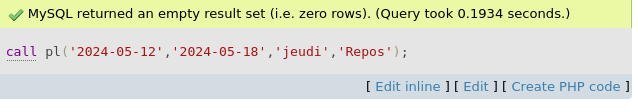 MySQL returned an empty result set (i.e. zero rows). (Query took 0.1934 seconds.)
call pl('2024-05-12','2024-05-18','jeudi','Repos');
[ Edit inline ] [ Edit ] [ Create PHP code ]